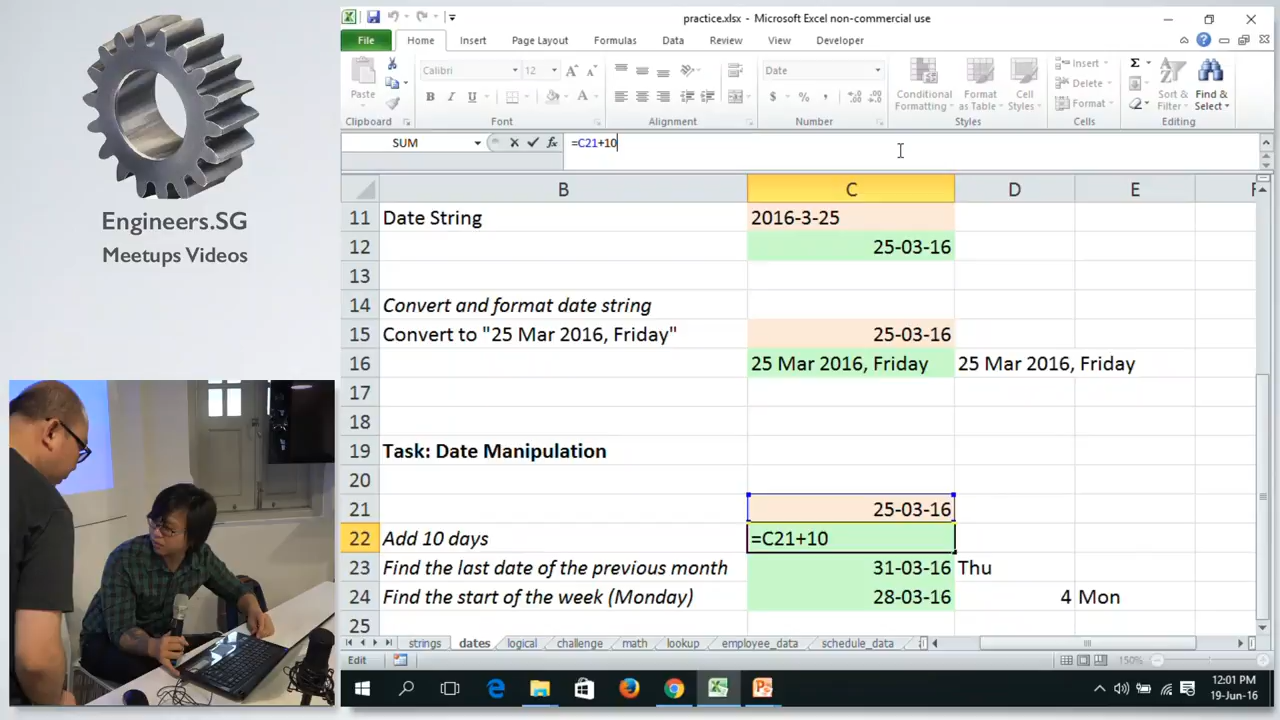 Engineers.SG
Meetups Videos
practice.xlsx - Microsoft Excel non-commercial use
File Home Insert Page Layout Formulas Data Review View Developer
Calibri 12 Date Insert
Paste Conditional Formatting Format as Table Cell Styles Delete Sort & Filter Find & Select
B I U A $ % , Format
Clipboard Font Alignment Number Styles Cells Editing
SUM fx =C21+10
B C D E F
11 Date String 2016-3-25
12 25-03-16
13
14 Convert and format date string
15 Convert to "25 Mar 2016, Friday" 25-03-16
16 25 Mar 2016, Friday 25 Mar 2016, Friday
17
18
19 Task: Date Manipulation
20
21 25-03-16
22 Add 10 days =C21+10
23 Find the last date of the previous month 31-03-16 Thu
24 Find the start of the week (Monday) 28-03-16 4 Mon
25
strings dates logical challenge math lookup employee_data schedule_data
Edit 150%
12:01 PM
19-Jun-16